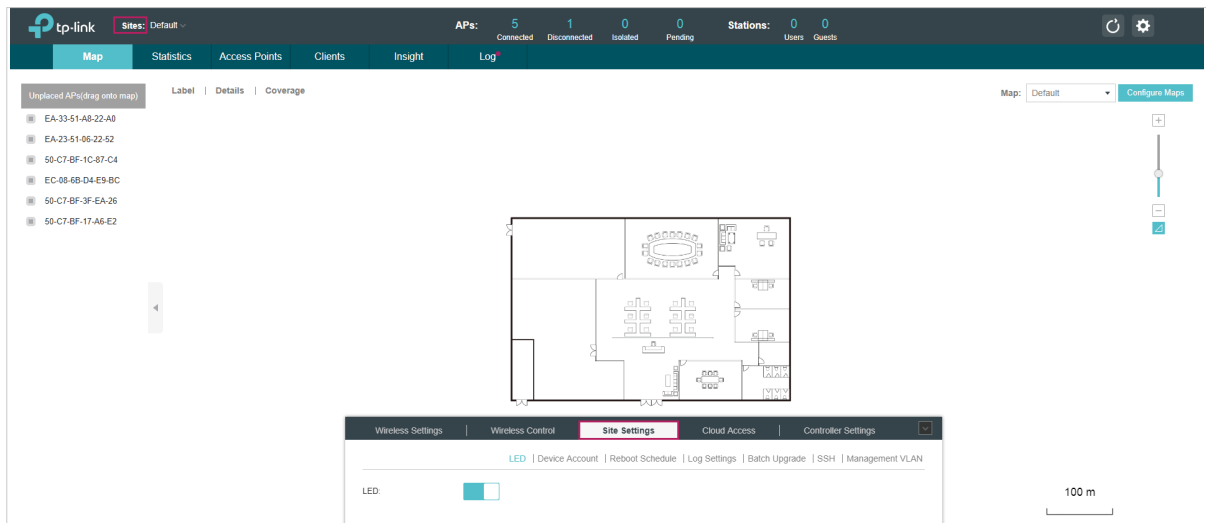 tp-link Sites: Default APs: 5 1 0 0 Stations: 0 0
Connected Disconnected Isolated Pending Users Guests
Map Statistics Access Points Clients Insight Log
Unplaced APs(drag onto map) Label | Details | Coverage Map: Default Configure Maps
EA-33-51-A8-22-A0
EA-23-51-06-22-52
50-C7-BF-1C-87-C4
EC-08-6B-D4-E9-BC
50-C7-BF-3F-EA-26
50-C7-BF-17-A6-E2
Wireless Settings | Wireless Control Site Settings Cloud Access | Controller Settings
LED | Device Account | Reboot Schedule | Log Settings | Batch Upgrade | SSH | Management VLAN
LED:
100 m